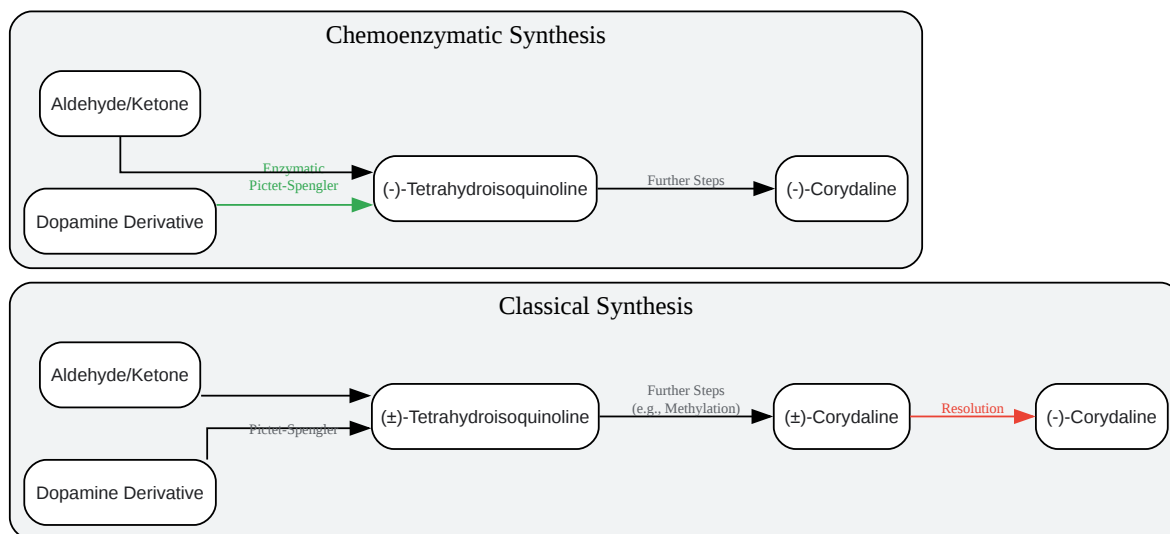 Chemoenzymatic Synthesis
Aldehyde/Ketone
Enzymatic
Pictet-Spengler
Dopamine Derivative
(-)-Tetrahydroisoquinoline
Further Steps
(-)-Corydaline
Classical Synthesis
Aldehyde/Ketone
Pictet-Spengler
Dopamine Derivative
(±)-Tetrahydroisoquinoline
Further Steps
(e.g., Methylation)
(±)-Corydaline
Resolution
(-)-Corydaline